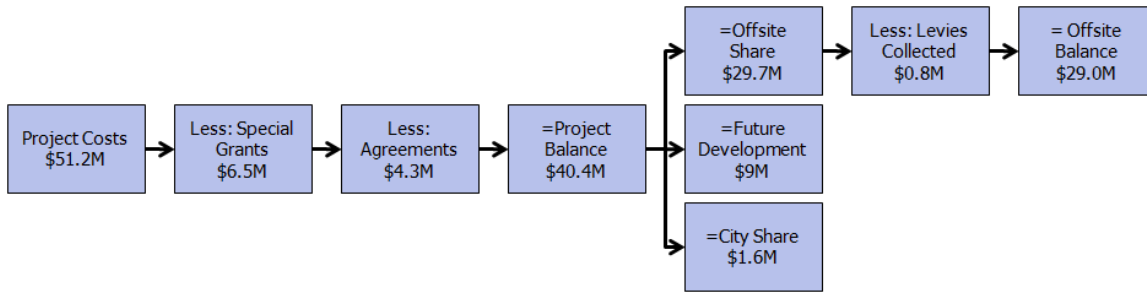 Project Costs
$51.2M
Less: Special
Grants
$6.5M
Less:
Agreements
$4.3M
=Project
Balance
$40.4M
=Offsite
Share
$29.7M
Less: Levies
Collected
$0.8M
= Offsite
Balance
$29.0M
=Future
Development
$9M
=City Share
$1.6M